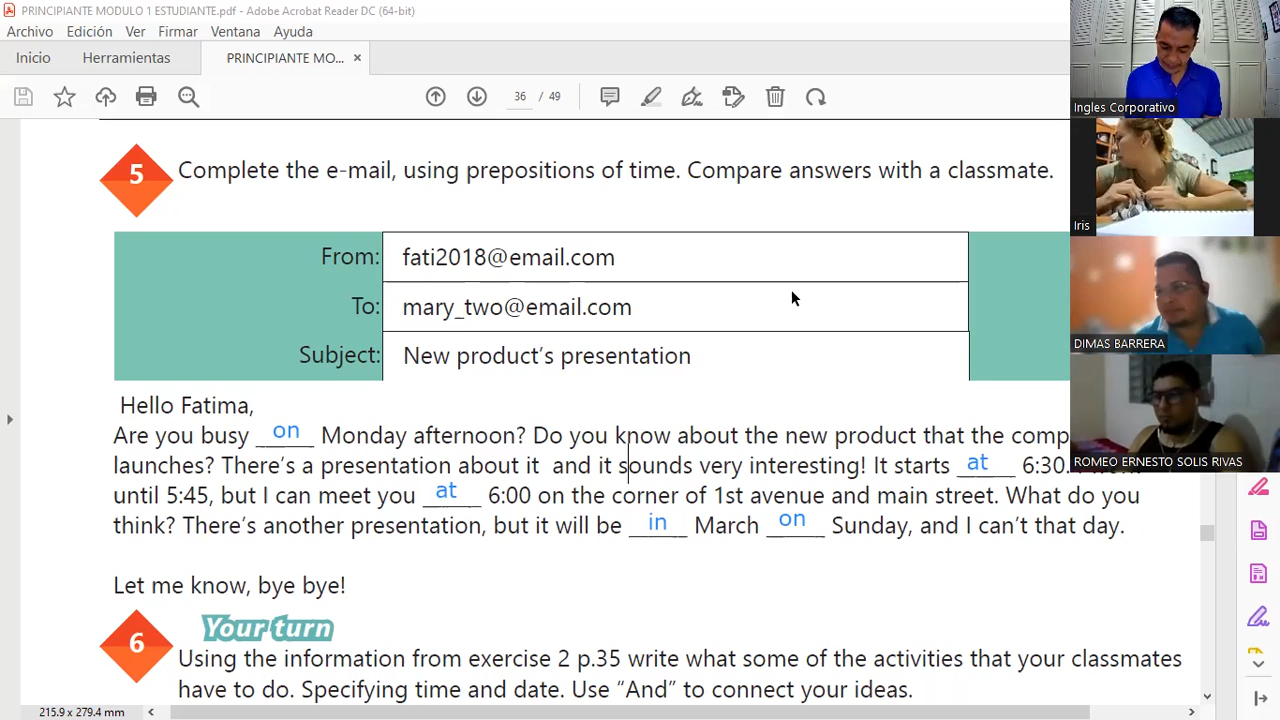 PRINCIPIANTE MODULO 1 ESTUDIANTE.pdf - Adobe Acrobat Reader DC (64-bit)
Archivo Edición Ver Firmar Ventana Ayuda
Inicio Herramientas PRINCIPIANTE MO... ×
36 / 49
5 Complete the e-mail, using prepositions of time. Compare answers with a classmate.
From: fati2018@email.com
To: mary_two@email.com
Subject: New product's presentation
Hello Fatima,
Are you busy on Monday afternoon? Do you know about the new product that the comp
launches? There's a presentation about it and it sounds very interesting! It starts at 6:30.
until 5:45, but I can meet you at 6:00 on the corner of 1st avenue and main street. What do you
think? There's another presentation, but it will be in March on Sunday, and I can't that day.
Let me know, bye bye!
6 Your turn
Using the information from exercise 2 p.35 write what some of the activities that your classmates
have to do. Specifying time and date. Use “And” to connect your ideas.
215.9 x 279.4 mm
Ingles Corporativo
Iris
DIMAS BARRERA
ROMEO ERNESTO SOLIS RIVAS